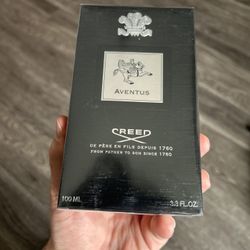 AVENTUS
CREED
DE PÈRE EN FILS DEPUIS 1760
FROM FATHER TO SON SINCE 1760
100 ML 3.3 FL.OZ.